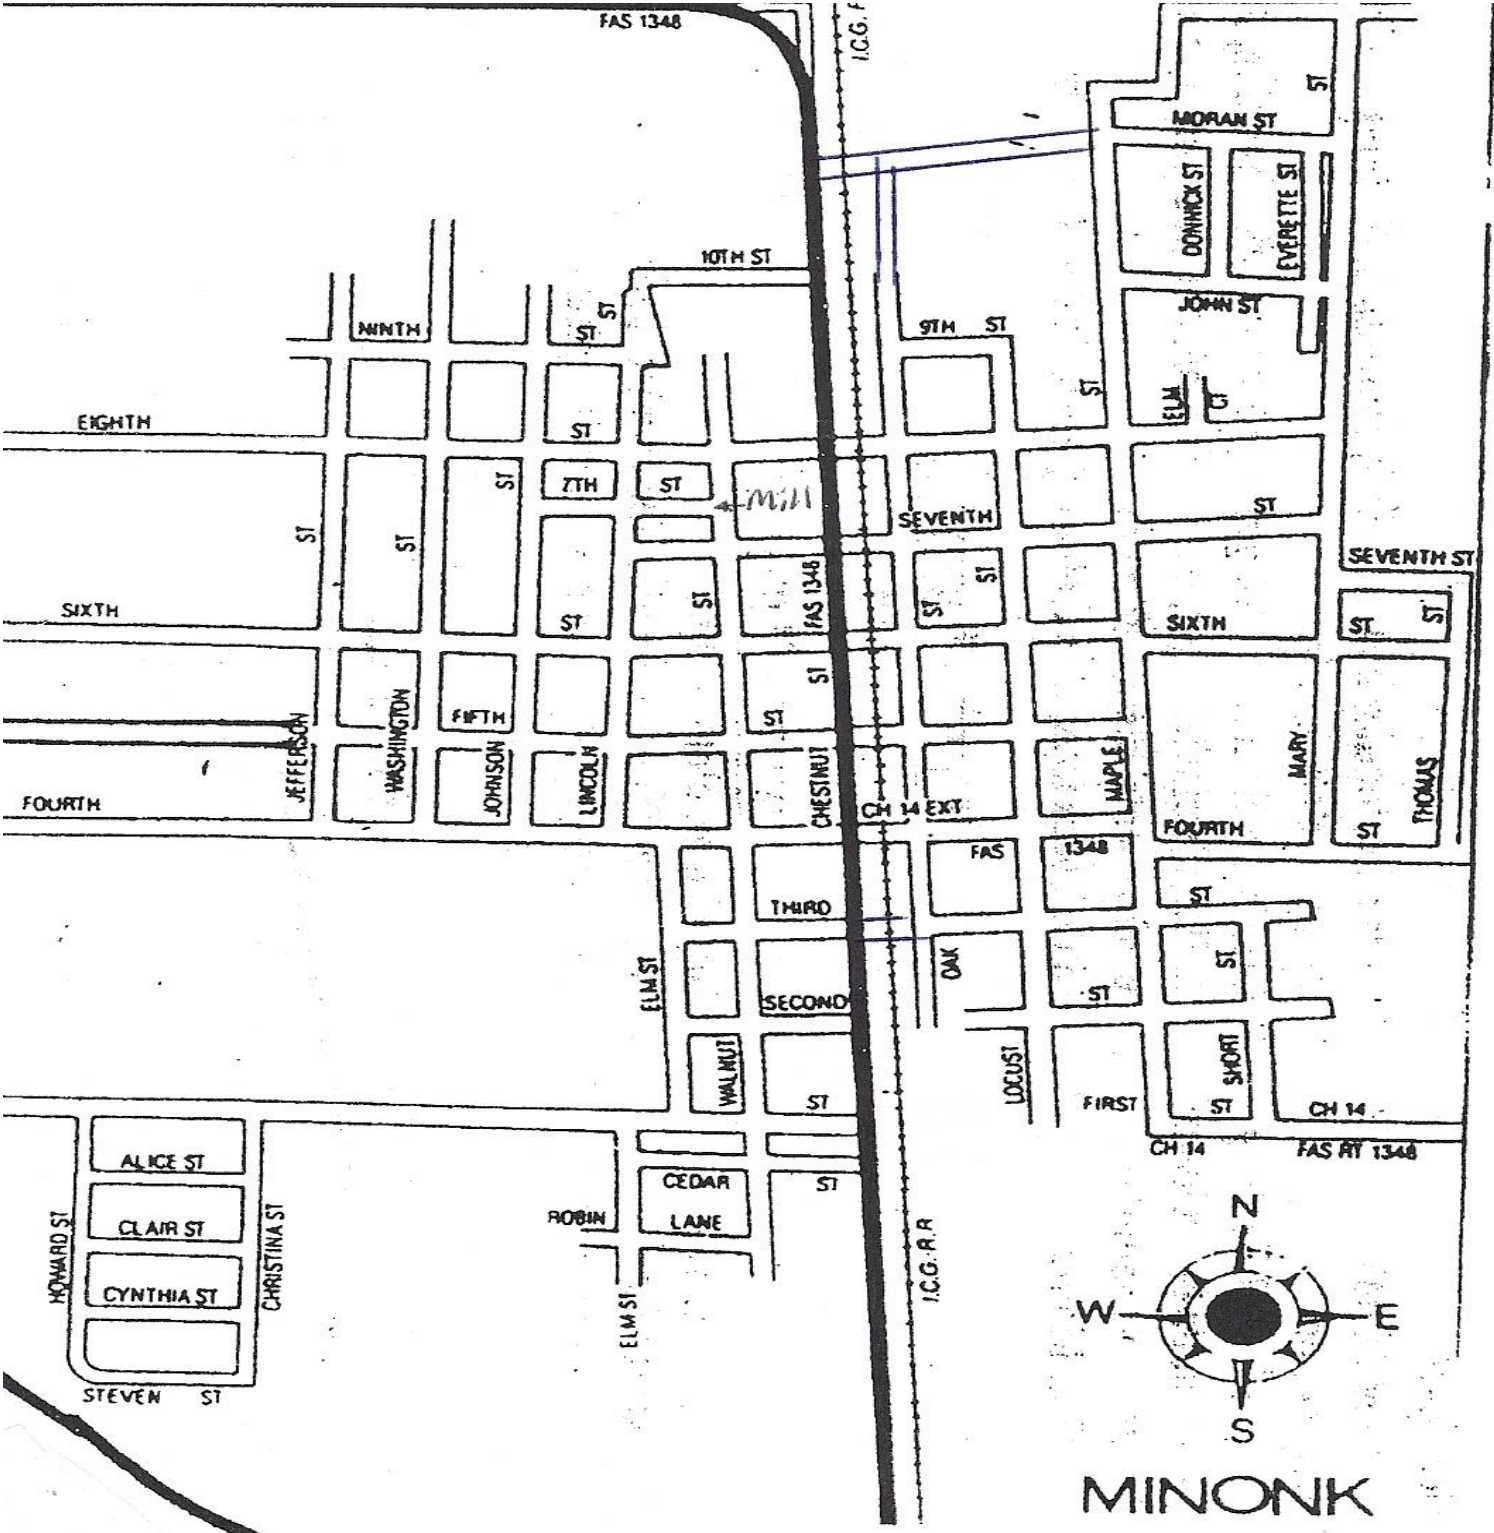 FAS 1348
I.C.G. R
ST
MORAN ST
DONNICK ST
EVERETTE ST
10TH ST
JOHN ST
NINTH
ST
ST
9TH ST
ST
ELM
CT
EIGHTH
ST
ST
7TH
ST
SEVENTH
ST
ST
ST
SEVENTH ST
FAS 1348
ST
ST
ST
SIXTH
ST
SIXTH
ST
ST
ST
FIFTH
ST
JEFFERSON
WASHINGTON
JOHNSON
LINCOLN
CHESTNUT
MAPLE
MARY
THOMAS
FOURTH
CH 14 EXT
FOURTH
ST
FAS 1348
THIRD
ST
ELM ST
OAK
ST
SECOND
ST
WALNUT
LOCUST
SHORT
ST
FIRST
ST
CH 14
CH 14
FAS RT 1348
ALICE ST
CEDAR
ST
CLAIR ST
ROBIN
LANE
HOWARD ST
CHRISTINA ST
CYNTHIA ST
ELM ST
I.C.G. R.R
STEVEN ST
N
W
E
S
MINONK